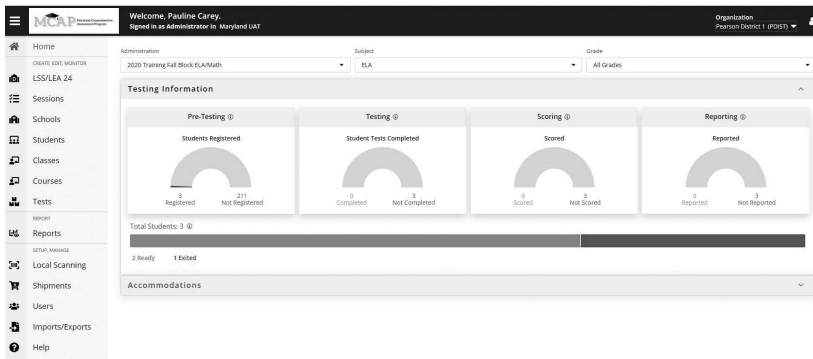 MCAP Maryland Comprehensive Assessment Program
Welcome, Pauline Carey.
Signed in as Administrator in Maryland UAT
Organization
Pearson District 1 (PDIST)
Home
CREATE, EDIT, MONITOR
LSS/LEA 24
Sessions
Schools
Students
Classes
Courses
Tests
REPORT
Reports
SETUP, MANAGE
Local Scanning
Shipments
Users
Imports/Exports
Help
Administration
2020 Training Fall Block ELA/Math
Subject
ELA
Grade
All Grades
Testing Information
Pre-Testing
Students Registered
3 Registered
211 Not Registered
Testing
Student Tests Completed
0 Completed
3 Not Completed
Scoring
Scored
0 Scored
3 Not Scored
Reporting
Reported
0 Reported
3 Not Reported
Total Students: 3
2 Ready 1 Exited
Accommodations